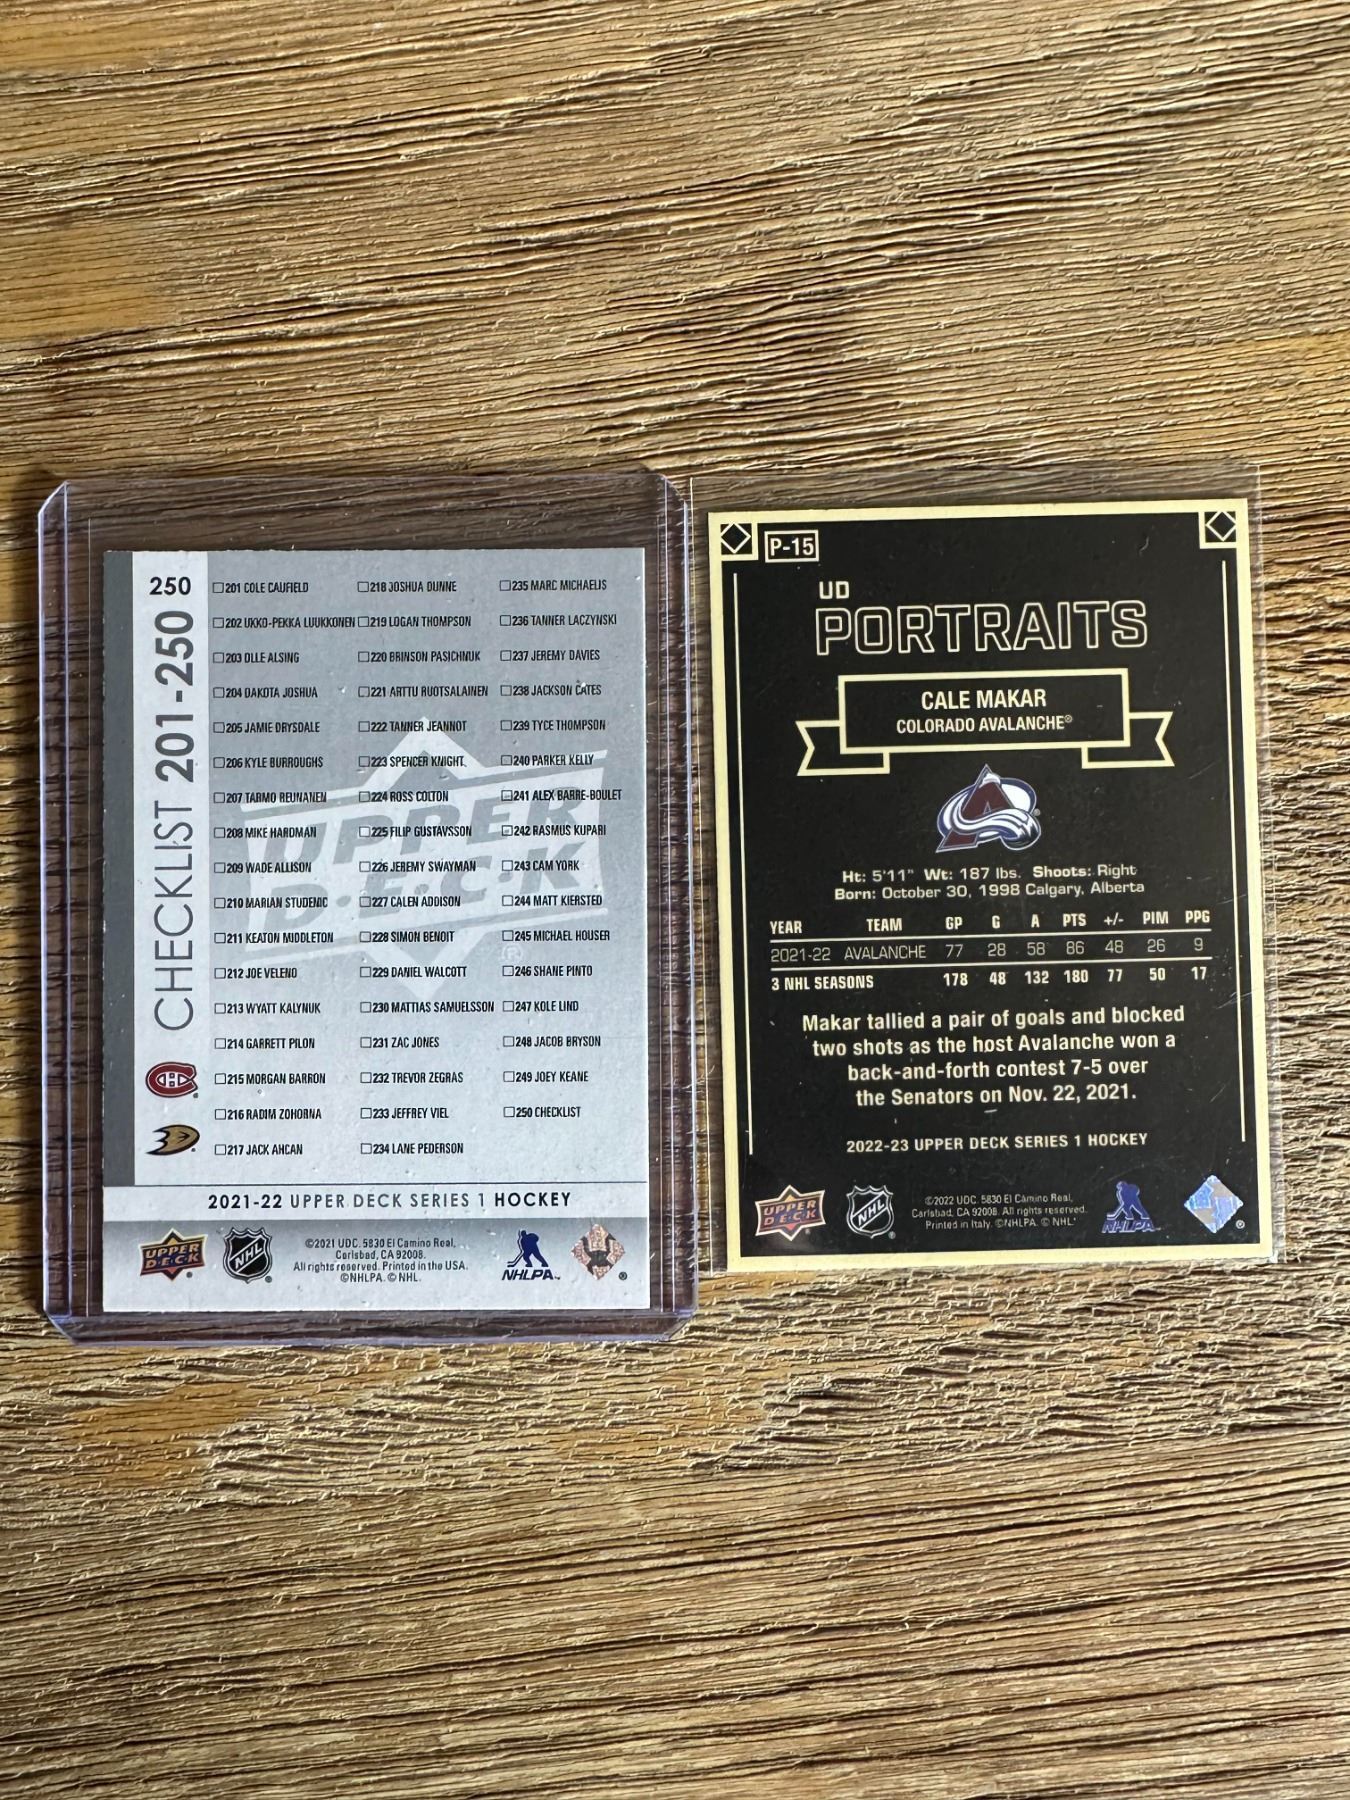 250
CHECKLIST 201-250
201 COLE CAUFIELD
202 UKKO-PEKKA LUUKKONEN
203 OLLE ALSING
204 DAKOTA JOSHUA
205 JAMIE DRYSDALE
206 KYLE BURROUGHS
207 TARMO REUNANEN
208 MIKE HARDMAN
209 WADE ALLISON
210 MARIAN STUDENIC
211 KEATON MIDDLETON
212 JOE VELENO
213 WYATT KALYNUK
214 GARRETT PILON
215 MORGAN BARRON
216 RADIM ZOHORNA
217 JACK AHCAN
218 JOSHUA DUNNE
219 LOGAN THOMPSON
220 BRINSON PASICHNUK
221 ARTTU RUOTSALAINEN
222 TANNER JEANNOT
223 SPENCER KNIGHT
224 ROSS COLTON
225 FILIP GUSTAVSSON
226 JEREMY SWAYMAN
227 CALEN ADDISON
228 SIMON BENOIT
229 DANIEL WALCOTT
230 MATTIAS SAMUELSSON
231 ZAC JONES
232 TREVOR ZEGRAS
233 JEFFREY VIEL
234 LANE PEDERSON
235 MARC MICHAELIS
236 TANNER LACZYNSKI
237 JEREMY DAVIES
238 JACKSON CATES
239 TYCE THOMPSON
240 PARKER KELLY
241 ALEX BARRE-BOULET
242 RASMUS KUPARI
243 CAM YORK
244 MATT KIERSTED
245 MICHAEL HOUSER
246 SHANE PINTO
247 KOLE LIND
248 JACOB BRYSON
249 JOEY KEANE
250 CHECKLIST
UPPER
D·E·C·K
2021-22 UPPER DECK SERIES 1 HOCKEY
UPPER
D·E·C·K
NHL
©2021 UDC. 5830 El Camino Real,
Carlsbad, CA 92008.
All rights reserved. Printed in the USA.
©NHLPA. © NHL.
NHLPA
P-15
UD
PORTRAITS
CALE MAKAR
COLORADO AVALANCHE®
Ht: 5'11" Wt: 187 lbs. Shoots: Right
Born: October 30, 1998 Calgary, Alberta
YEAR TEAM GP G A PTS +/- PIM PPG
2021-22 AVALANCHE 77 28 58 86 48 26 9
3 NHL SEASONS 178 48 132 180 77 50 17
Makar tallied a pair of goals and blocked
two shots as the host Avalanche won a
back-and-forth contest 7-5 over
the Senators on Nov. 22, 2021.
2022-23 UPPER DECK SERIES 1 HOCKEY
UPPER
D·E·C·K
NHL
©2022 UDC. 5830 El Camino Real,
Carlsbad, CA 92008. All rights reserved.
Printed in Italy. ©NHLPA. © NHL.
NHLPA